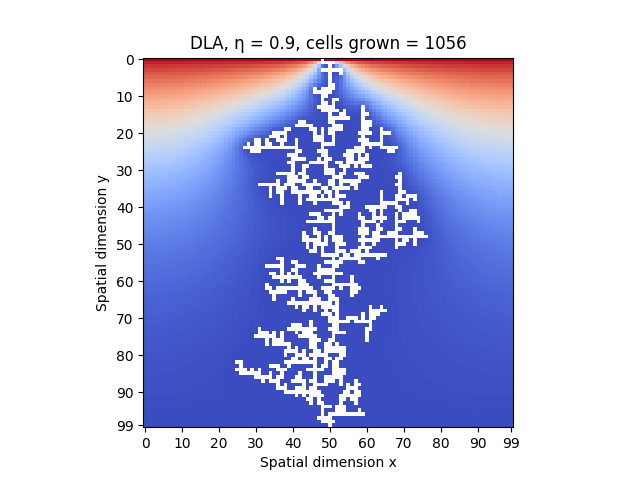 DLA, η = 0.9, cells grown = 1056
0
10
20
30
40
50
60
70
80
90
99
Spatial dimension y
0 10 20 30 40 50 60 70 80 90 99
Spatial dimension x